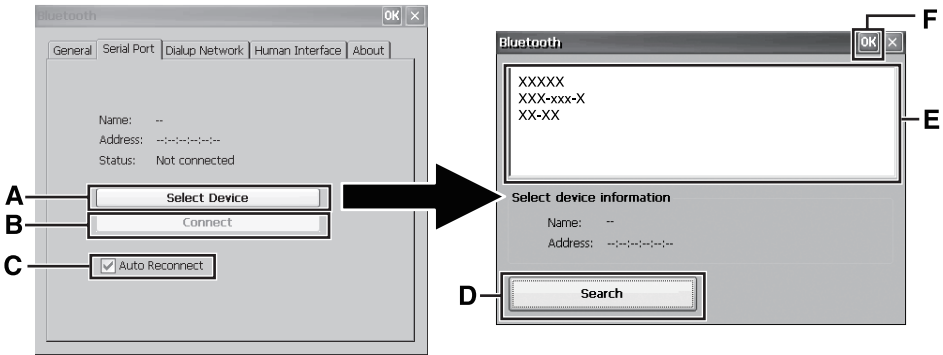 Bluetooth OK ×
General Serial Port Dialup Network Human Interface About
Name: --
Address: --:--:--:--:--:--
Status: Not connected
A
Select Device
B
Connect
C
Auto Reconnect
F
Bluetooth OK ×
XXXXX
XXX-xxx-X
XX-XX
E
Select device information
Name: --
Address: --:--:--:--:--:--
D
Search